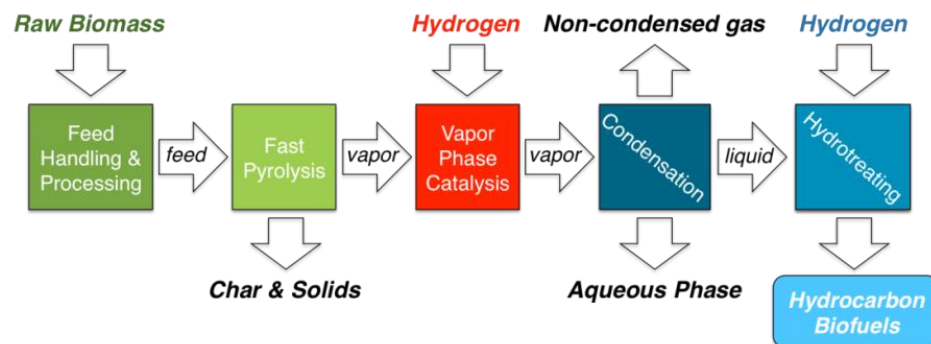 Raw Biomass
Hydrogen
Non-condensed gas
Hydrogen
Feed
Handling &
Processing
feed
Fast
Pyrolysis
vapor
Vapor
Phase
Catalysis
vapor
Condensation
liquid
Hydrotreating
Char & Solids
Aqueous Phase
Hydrocarbon
Biofuels